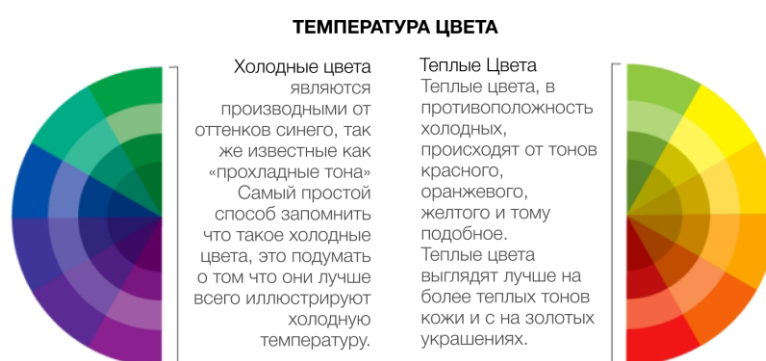 ТЕМПЕРАТУРА ЦВЕТА
Холодные цвета
являются
производными от
оттенков синего, так
же известные как
«прохладные тона»
Самый простой
способ запомнить
что такое холодные
цвета, это подумать
о том что они лучше
всего иллюстрируют
холодную
температуру.
Теплые Цвета
Теплые цвета, в
противоположность
холодных,
происходят от тонов
красного,
оранжевого,
желтого и тому
подобное.
Теплые цвета
выглядят лучше на
более теплых тонов
кожи и с на золотых
украшениях.